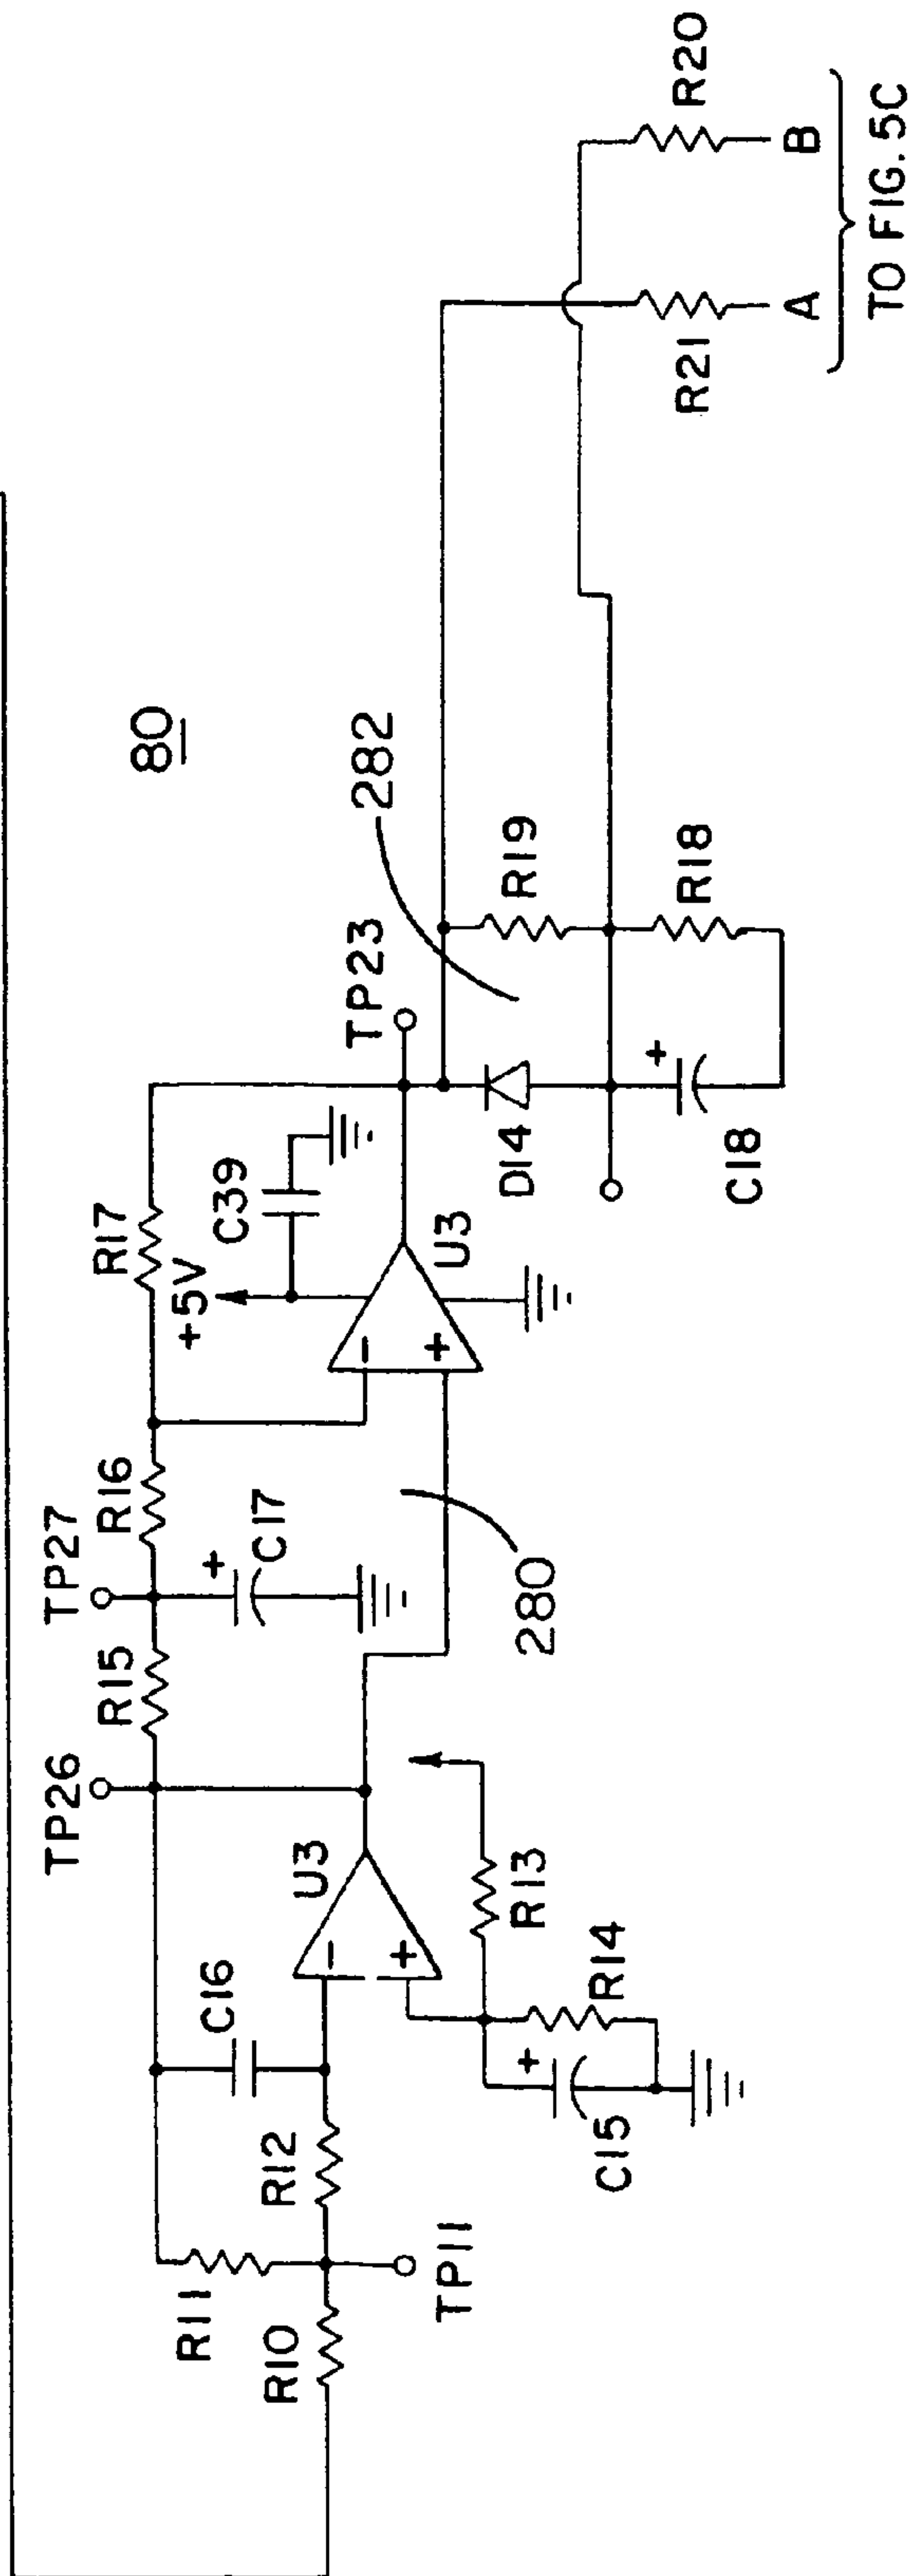 80
TP26
TP27
R15
R16
R17
+5V
C39
TP23
282
C16
U3
+
C17
R11
R12
-
+
-
+
U3
D14
R19
R10
TP11
280
+
C15
R14
R13
C18
+
R18
R21
R20
A
B
TO FIG. 5C